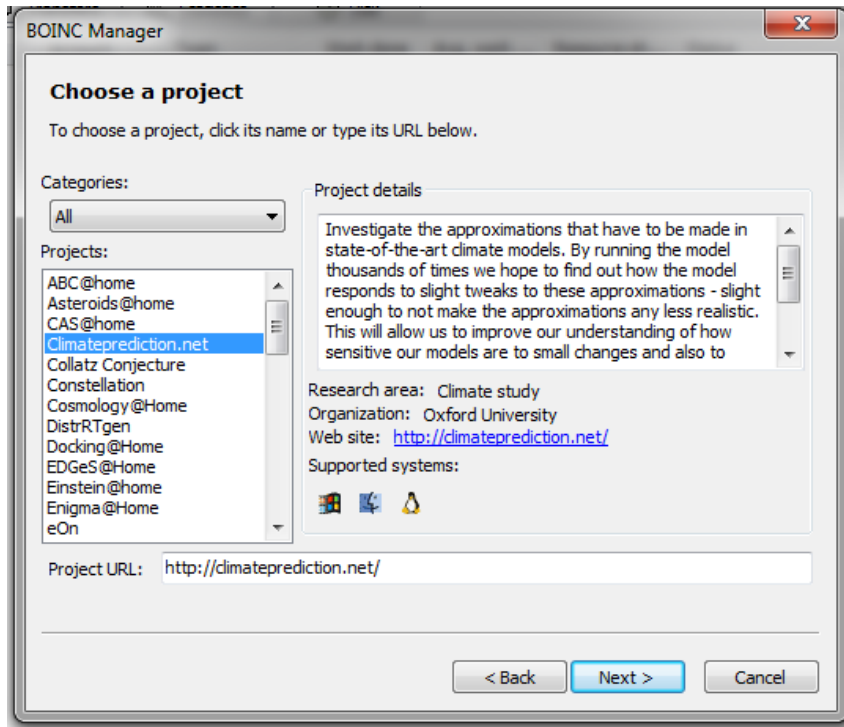 BOINC Manager
Choose a project
To choose a project, click its name or type its URL below.
Categories:
All
Projects:
ABC@home
Asteroids@home
CAS@home
Climateprediction.net
Collatz Conjecture
Constellation
Cosmology@Home
DistrRTgen
Docking@Home
EDGeS@Home
Einstein@home
Enigma@Home
eOn
Project details
Investigate the approximations that have to be made in
state-of-the-art climate models. By running the model
thousands of times we hope to find out how the model
responds to slight tweaks to these approximations - slight
enough to not make the approximations any less realistic.
This will allow us to improve our understanding of how
sensitive our models are to small changes and also to
Research area: Climate study
Organization: Oxford University
Web site: http://climateprediction.net/
Supported systems:
Project URL: http://climateprediction.net/
< Back
Next >
Cancel